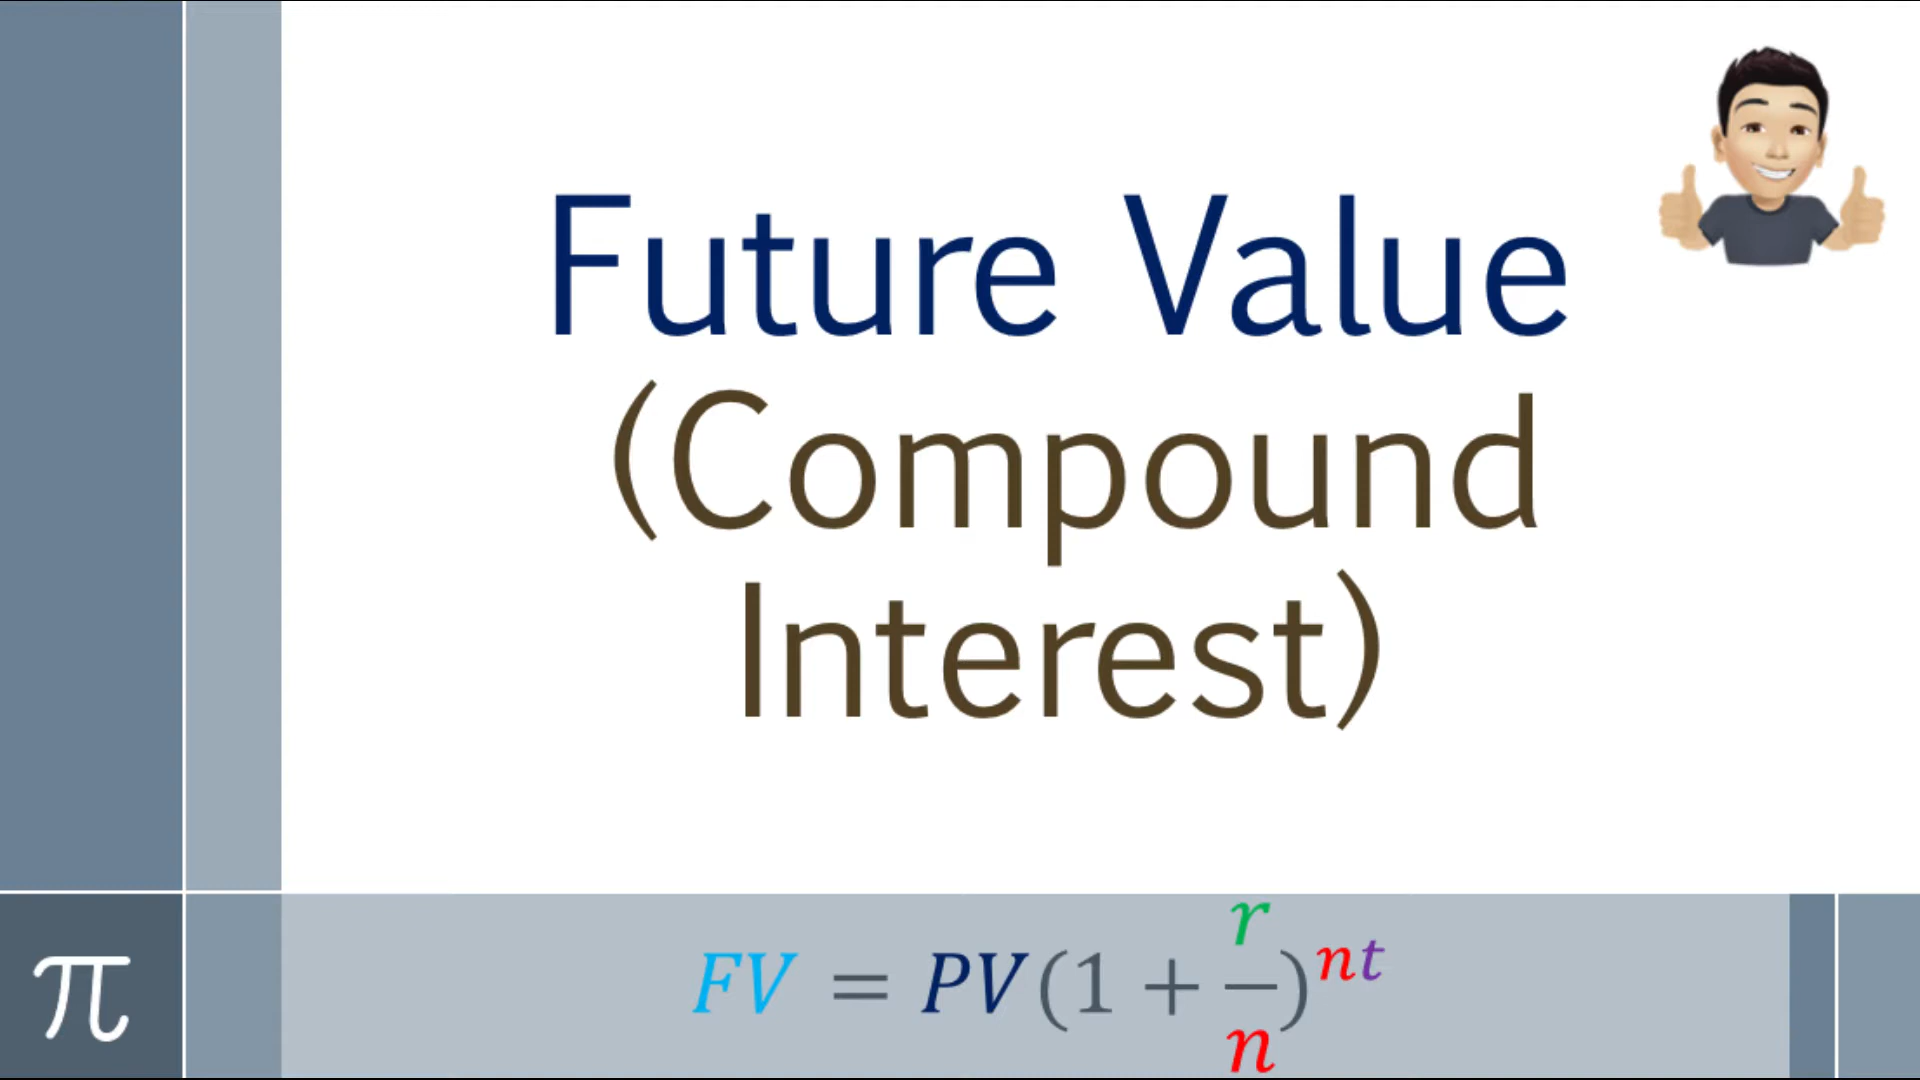 Future Value
(Compound
Interest)
π
FV = PV(1 + r/n)^nt